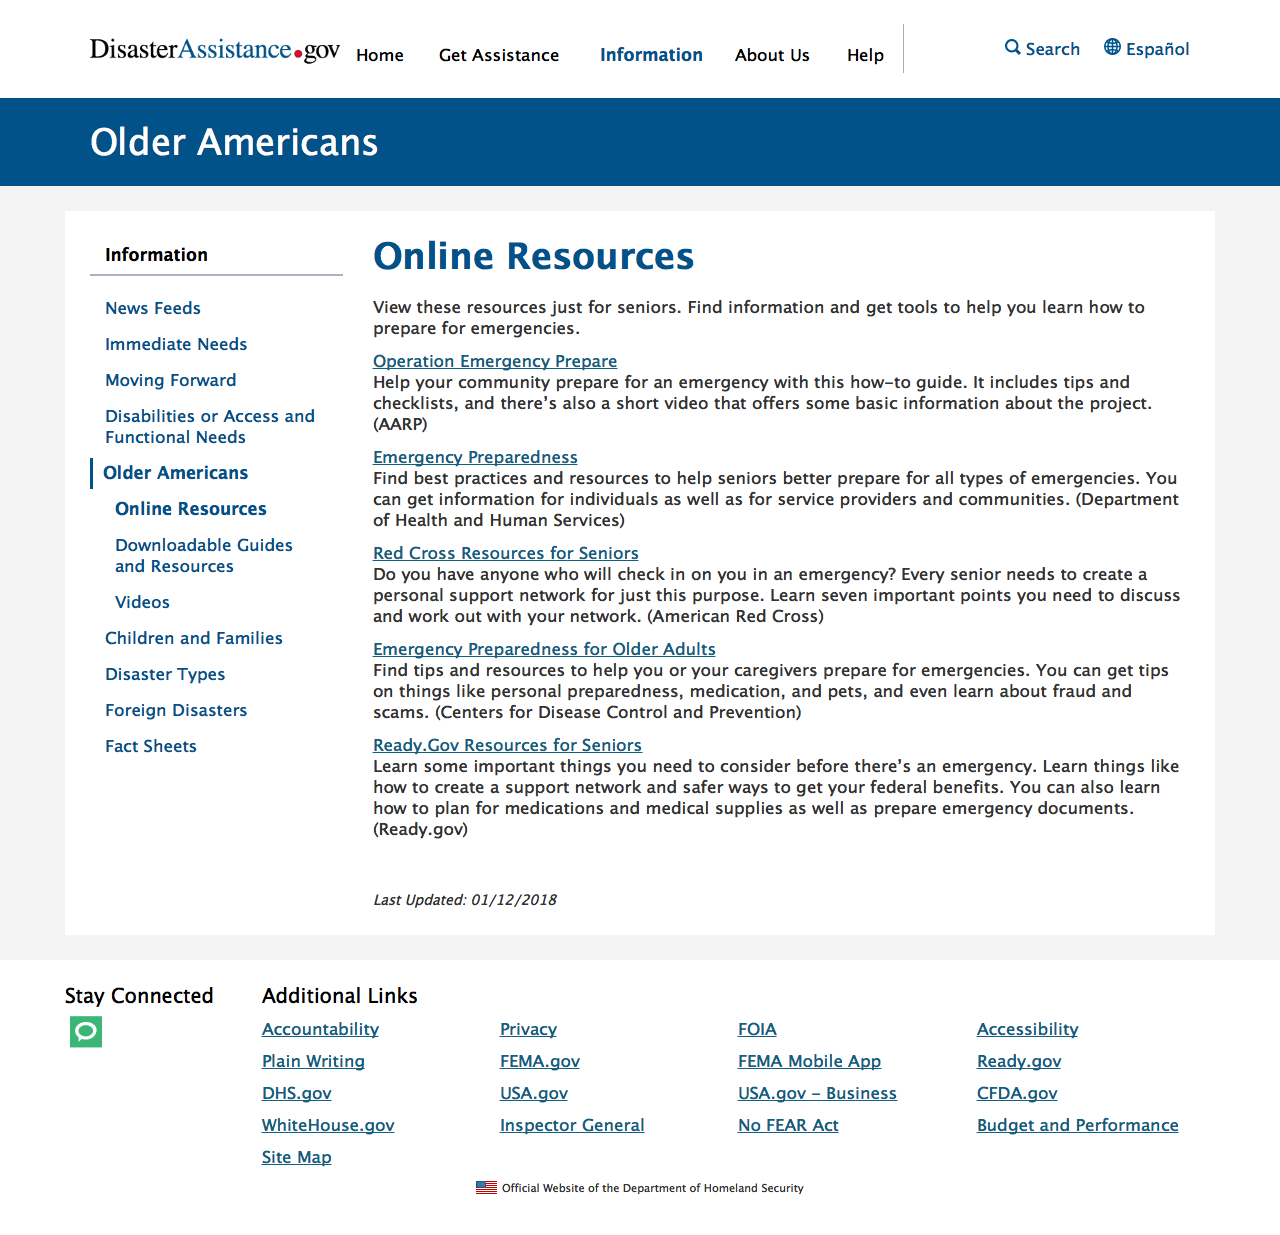 DisasterAssistance.gov Home Get Assistance Information About Us Help Search Español
Older Americans
Information
News Feeds
Immediate Needs
Moving Forward
Disabilities or Access and
Functional Needs
Older Americans
Online Resources
Downloadable Guides
and Resources
Videos
Children and Families
Disaster Types
Foreign Disasters
Fact Sheets
Online Resources
View these resources just for seniors. Find information and get tools to help you learn how to
prepare for emergencies.
Operation Emergency Prepare
Help your community prepare for an emergency with this how-to guide. It includes tips and
checklists, and there's also a short video that offers some basic information about the project.
(AARP)
Emergency Preparedness
Find best practices and resources to help seniors better prepare for all types of emergencies. You
can get information for individuals as well as for service providers and communities. (Department
of Health and Human Services)
Red Cross Resources for Seniors
Do you have anyone who will check in on you in an emergency? Every senior needs to create a
personal support network for just this purpose. Learn seven important points you need to discuss
and work out with your network. (American Red Cross)
Emergency Preparedness for Older Adults
Find tips and resources to help you or your caregivers prepare for emergencies. You can get tips
on things like personal preparedness, medication, and pets, and even learn about fraud and
scams. (Centers for Disease Control and Prevention)
Ready.Gov Resources for Seniors
Learn some important things you need to consider before there's an emergency. Learn things like
how to create a support network and safer ways to get your federal benefits. You can also learn
how to plan for medications and medical supplies as well as prepare emergency documents.
(Ready.gov)
Last Updated: 01/12/2018
Stay Connected
Additional Links
Accountability Privacy FOIA Accessibility
Plain Writing FEMA.gov FEMA Mobile App Ready.gov
DHS.gov USA.gov USA.gov - Business CFDA.gov
WhiteHouse.gov Inspector General No FEAR Act Budget and Performance
Site Map
Official Website of the Department of Homeland Security